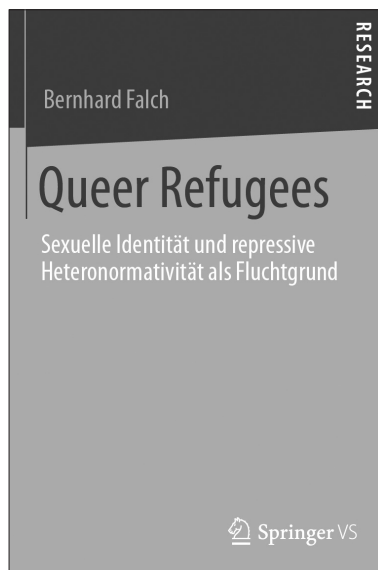 RESEARCH
Bernhard Falch
Queer Refugees
Sexuelle Identität und repressive
Heteronormativität als Fluchtgrund
Springer VS